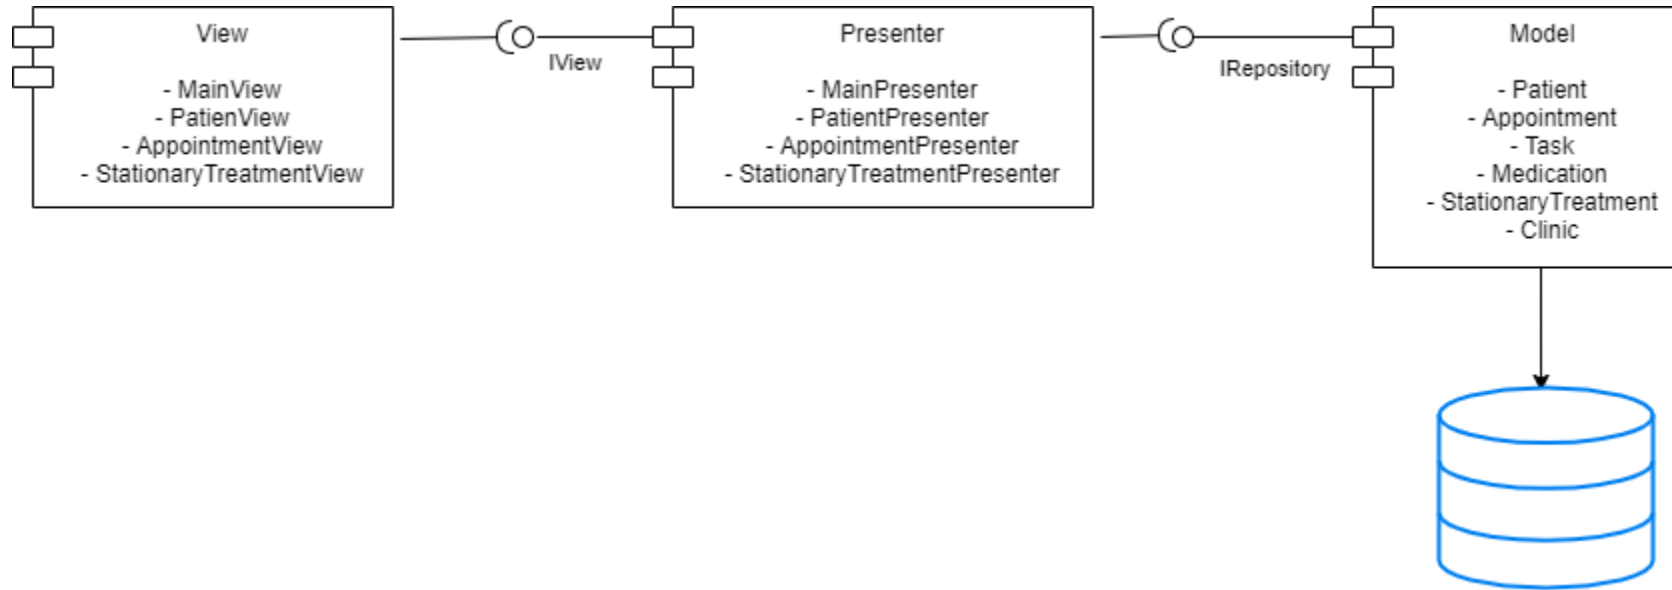 View
- MainView
- PatienView
- AppointmentView
- StationaryTreatmentView
IView
Presenter
- MainPresenter
- PatientPresenter
- AppointmentPresenter
- StationaryTreatmentPresenter
IRepository
Model
- Patient
- Appointment
- Task
- Medication
- StationaryTreatment
- Clinic